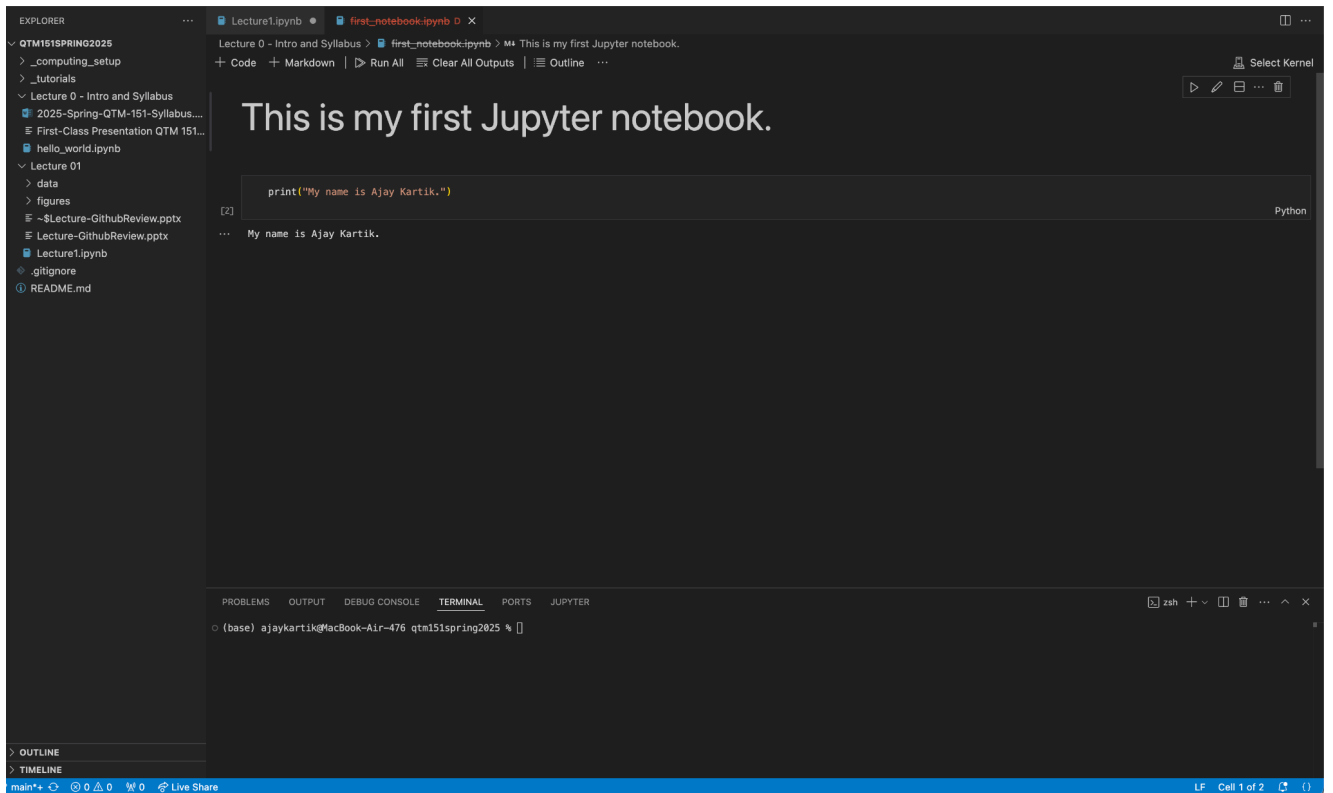 EXPLORER
Lecture1.ipynb
first_notebook.ipynb D
QTM151SPRING2025
_computing_setup
_tutorials
Lecture 0 - Intro and Syllabus
2025-Spring-QTM-151-Syllabus....
First-Class Presentation QTM 151...
hello_world.ipynb
Lecture 01
data
figures
~$Lecture-GithubReview.pptx
Lecture-GithubReview.pptx
Lecture1.ipynb
.gitignore
README.md
Lecture 0 - Intro and Syllabus > first_notebook.ipynb > M↓ This is my first Jupyter notebook.
+ Code + Markdown | Run All Clear All Outputs | Outline ...
Select Kernel
This is my first Jupyter notebook.
print("My name is Ajay Kartik.")
[2]
Python
... My name is Ajay Kartik.
PROBLEMS OUTPUT DEBUG CONSOLE TERMINAL PORTS JUPYTER
zsh
(base) ajaykartik@MacBook-Air-476 qtm151spring2025 %
OUTLINE
TIMELINE
main*+ 0 0 0 Live Share
LF Cell 1 of 2 {}